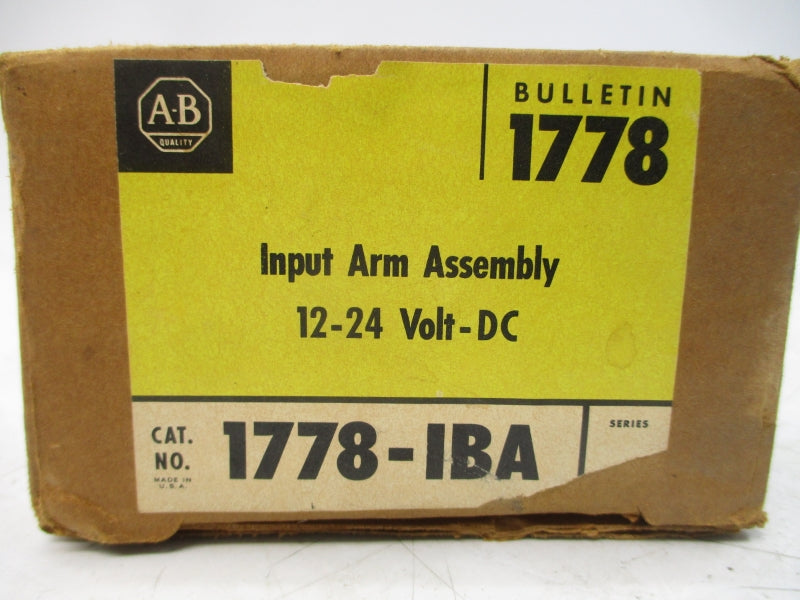 A-B
QUALITY
BULLETIN
1778
Input Arm Assembly
12-24 Volt-DC
CAT.
NO.
MADE IN
U.S.A.
1778-IBA
SERIES